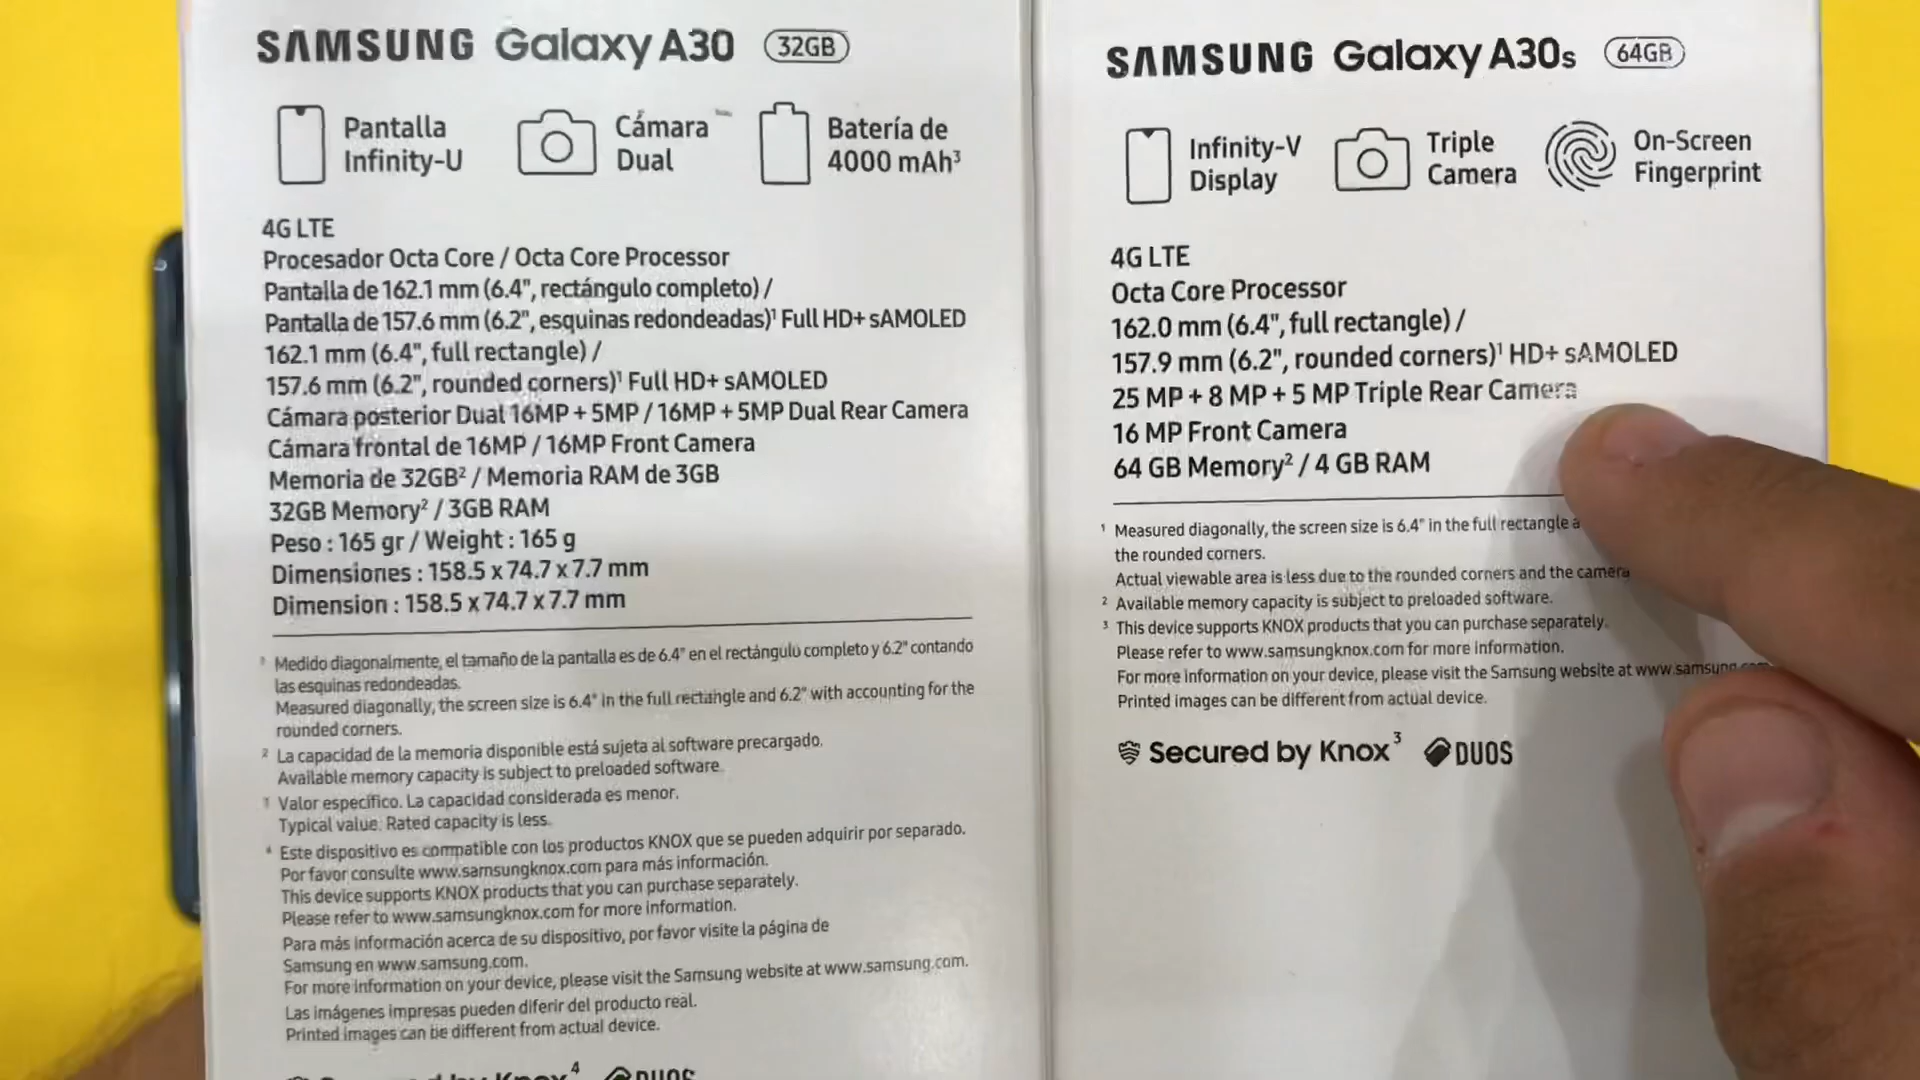 SAMSUNG Galaxy A30 32GB
Pantalla
Infinity-U
Cámara
Dual
Batería de
4000 mAh³
4G LTE
Procesador Octa Core / Octa Core Processor
Pantalla de 162.1 mm (6.4", rectángulo completo) /
Pantalla de 157.6 mm (6.2", esquinas redondeadas)¹ Full HD+ sAMOLED
162.1 mm (6.4", full rectangle) /
157.6 mm (6.2", rounded corners)¹ Full HD+ sAMOLED
Cámara posterior Dual 16MP + 5MP / 16MP + 5MP Dual Rear Camera
Cámara frontal de 16MP / 16MP Front Camera
Memoria de 32GB² / Memoria RAM de 3GB
32GB Memory² / 3GB RAM
Peso : 165 gr / Weight : 165 g
Dimensiones : 158.5 x 74.7 x 7.7 mm
Dimension : 158.5 x 74.7 x 7.7 mm
¹ Medido diagonalmente, el tamaño de la pantalla es de 6.4" en el rectángulo completo y 6.2" contando
las esquinas redondeadas.
Measured diagonally, the screen size is 6.4" in the full rectangle and 6.2" with accounting for the
rounded corners.
² La capacidad de la memoria disponible está sujeta al software precargado.
Available memory capacity is subject to preloaded software.
³ Valor específico. La capacidad considerada es menor.
Typical value. Rated capacity is less.
⁴ Este dispositivo es compatible con los productos KNOX que se pueden adquirir por separado.
Por favor consulte www.samsungknox.com para más información.
This device supports KNOX products that you can purchase separately.
Please refer to www.samsungknox.com for more information.
Para más información acerca de su dispositivo, por favor visite la página de
Samsung en www.samsung.com.
For more information on your device, please visit the Samsung website at www.samsung.com.
Las imágenes impresas pueden diferir del producto real.
Printed images can be different from actual device.
Secured by Knox⁴ DUOS
SAMSUNG Galaxy A30s 64GB
Infinity-V
Display
Triple
Camera
On-Screen
Fingerprint
4G LTE
Octa Core Processor
162.0 mm (6.4", full rectangle) /
157.9 mm (6.2", rounded corners)¹ HD+ sAMOLED
25 MP + 8 MP + 5 MP Triple Rear Camera
16 MP Front Camera
64 GB Memory² / 4 GB RAM
¹ Measured diagonally, the screen size is 6.4" in the full rectangle
the rounded corners.
Actual viewable area is less due to the rounded corners and the camera
² Available memory capacity is subject to preloaded software.
³ This device supports KNOX products that you can purchase separately.
Please refer to www.samsungknox.com for more information.
For more information on your device, please visit the Samsung website at www.samsung.com
Printed images can be different from actual device.
Secured by Knox³ DUOS